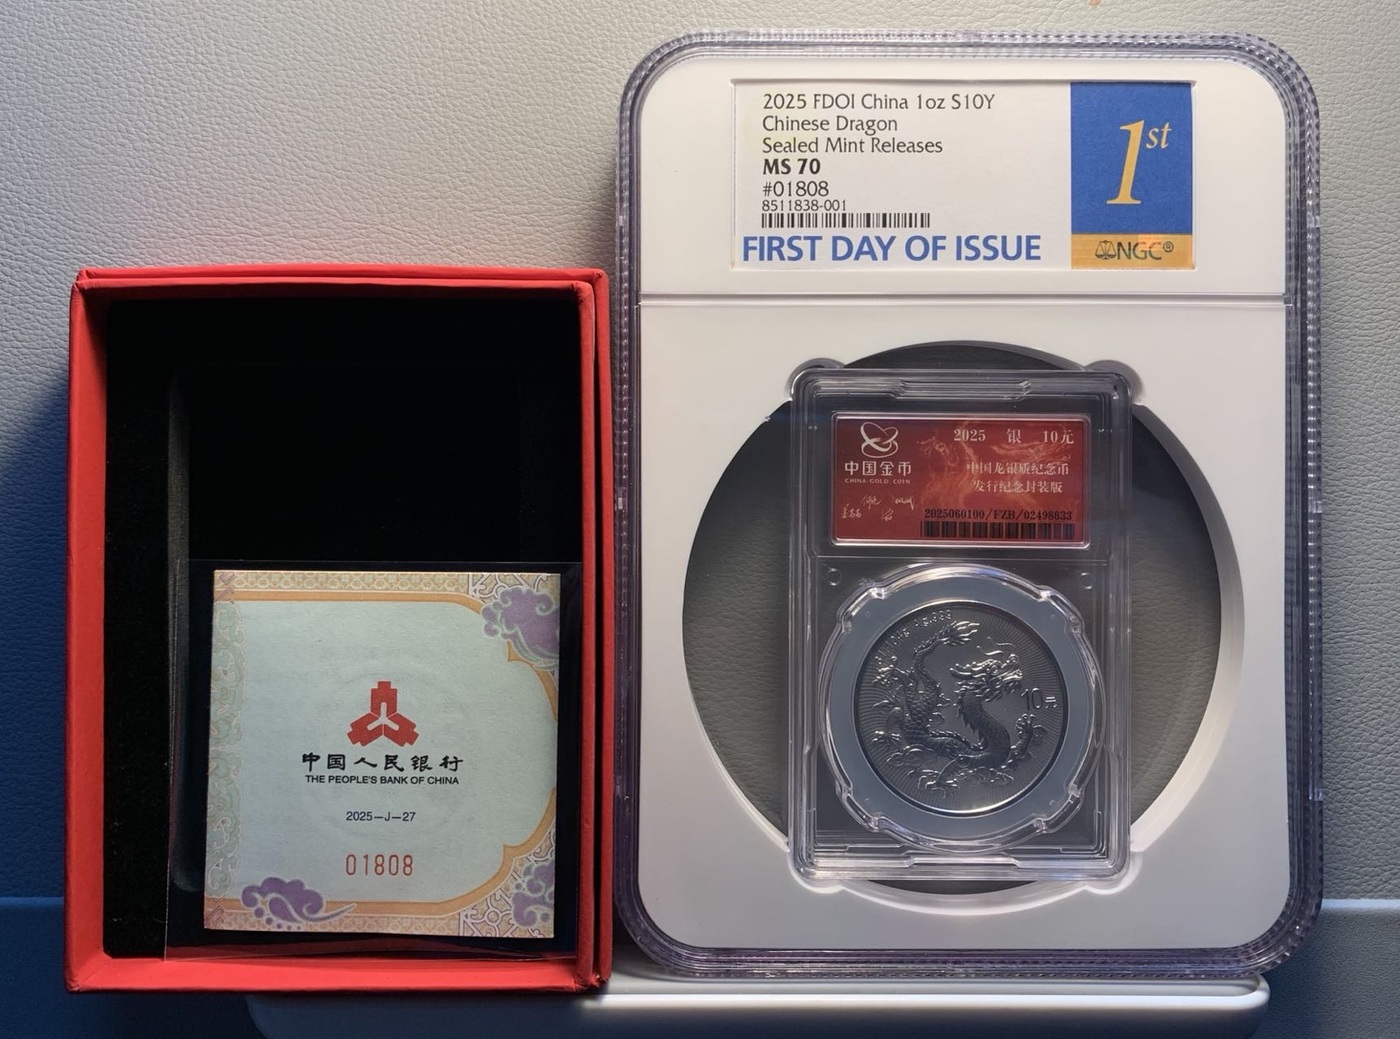 2025 FDOI China 1oz S10Y
Chinese Dragon
Sealed Mint Releases
MS 70
#01808
8511838-001
FIRST DAY OF ISSUE
1st
NGC®
中国金币
CHINA GOLD COIN
2025 银 10元
中国龙银质纪念币
发行纪念封装版
2025060100/FZB/02498633
10元
中国人民银行
THE PEOPLE'S BANK OF CHINA
2025—J—27
01808